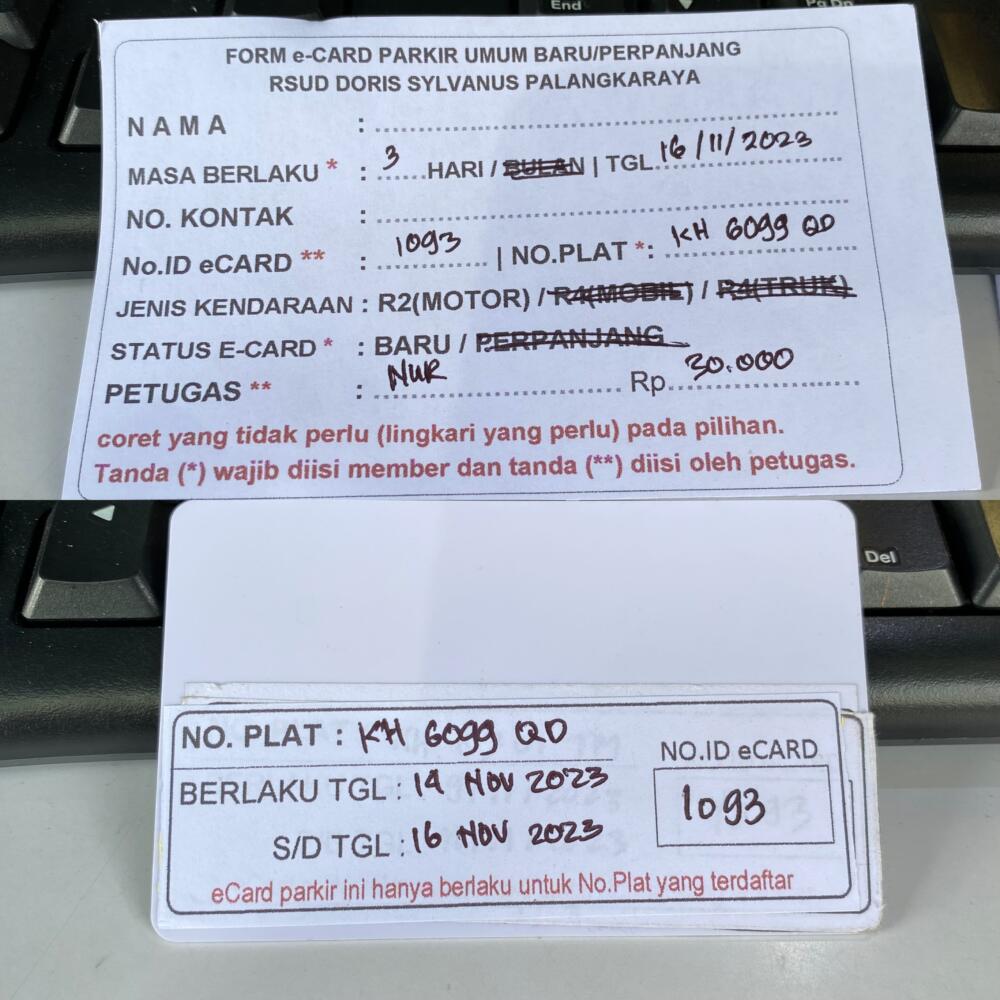 End
Pg Dn
FORM e-CARD PARKIR UMUM BARU/PERPANJANG
RSUD DORIS SYLVANUS PALANGKARAYA
N A M A :
MASA BERLAKU * : 3 HARI / BULAN | TGL. 16/11/2023
NO. KONTAK :
No.ID eCARD ** : 1093 | NO.PLAT *: KH 6099 QD
JENIS KENDARAAN : R2(MOTOR) / R4(MOBIL) / R4(TRUK)
STATUS E-CARD * : BARU / PERPANJANG
PETUGAS ** : NUR Rp. 30.000
coret yang tidak perlu (lingkari yang perlu) pada pilihan.
Tanda (*) wajib diisi member dan tanda (**) diisi oleh petugas.
Del
NO. PLAT : KH 6099 QD
NO.ID eCARD
BERLAKU TGL : 14 NOV 2023
1093
S/D TGL : 16 NOV 2023
eCard parkir ini hanya berlaku untuk No.Plat yang terdaftar